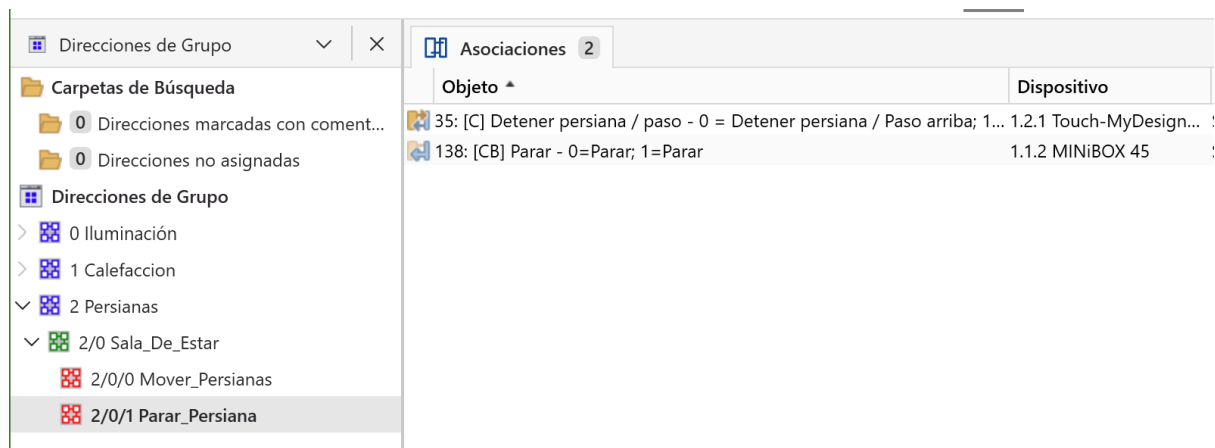 Direcciones de Grupo
Carpetas de Búsqueda
0 Direcciones marcadas con coment...
0 Direcciones no asignadas
Direcciones de Grupo
0 Iluminación
1 Calefaccion
2 Persianas
2/0 Sala_De_Estar
2/0/0 Mover_Persianas
2/0/1 Parar_Persiana
Asociaciones 2
Objeto Dispositivo
35: [C] Detener persiana / paso - 0 = Detener persiana / Paso arriba; 1... 1.2.1 Touch-MyDesign...
138: [CB] Parar - 0=Parar; 1=Parar 1.1.2 MINiBOX 45